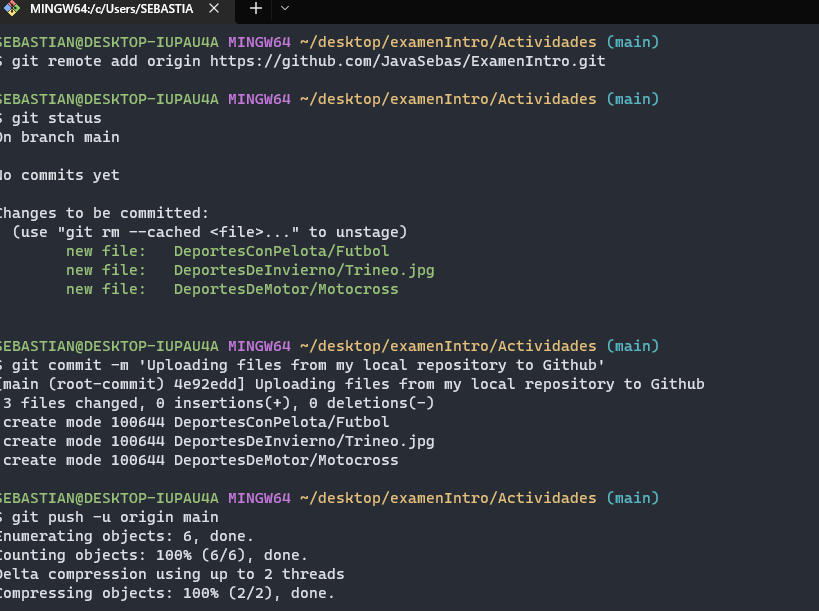 MINGW64:/c/Users/SEBASTIA
SEBASTIAN@DESKTOP-IUPAU4A MINGW64 ~/desktop/examenIntro/Actividades (main)
$ git remote add origin https://github.com/JavaSebas/ExamenIntro.git
SEBASTIAN@DESKTOP-IUPAU4A MINGW64 ~/desktop/examenIntro/Actividades (main)
$ git status
On branch main
No commits yet
Changes to be committed:
(use "git rm --cached <file>..." to unstage)
new file: DeportesConPelota/Futbol
new file: DeportesDeInvierno/Trineo.jpg
new file: DeportesDeMotor/Motocross
SEBASTIAN@DESKTOP-IUPAU4A MINGW64 ~/desktop/examenIntro/Actividades (main)
$ git commit -m 'Uploading files from my local repository to Github'
[main (root-commit) 4e92edd] Uploading files from my local repository to Github
3 files changed, 0 insertions(+), 0 deletions(-)
create mode 100644 DeportesConPelota/Futbol
create mode 100644 DeportesDeInvierno/Trineo.jpg
create mode 100644 DeportesDeMotor/Motocross
SEBASTIAN@DESKTOP-IUPAU4A MINGW64 ~/desktop/examenIntro/Actividades (main)
$ git push -u origin main
Enumerating objects: 6, done.
Counting objects: 100% (6/6), done.
Delta compression using up to 2 threads
Compressing objects: 100% (2/2), done.